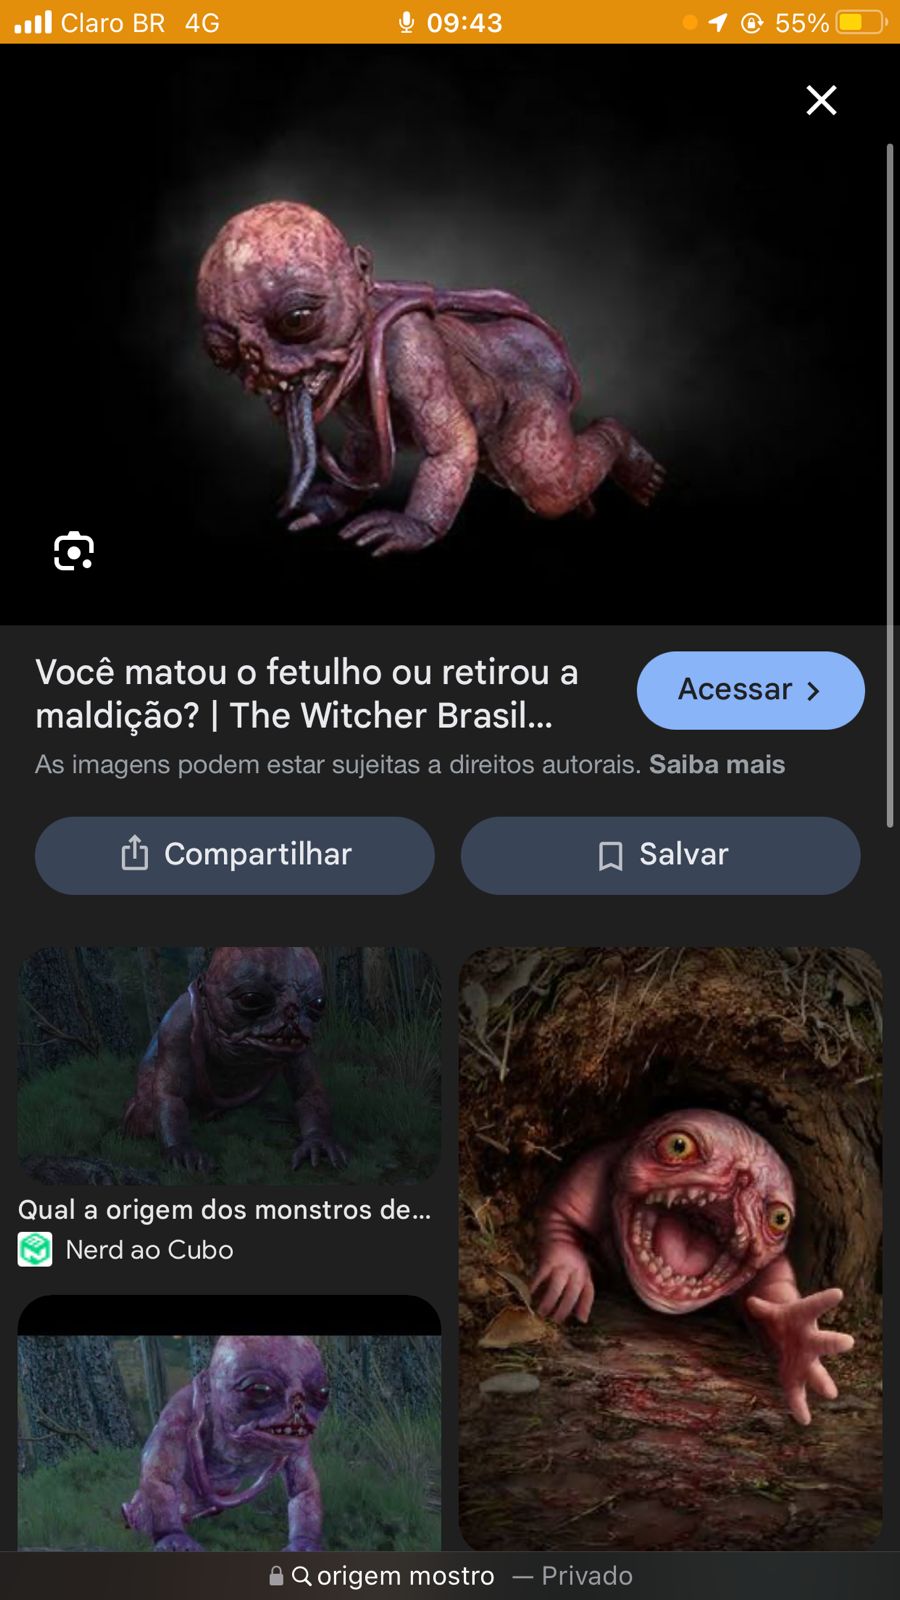 Claro BR 4G 09:43 55%
Você matou o fetulho ou retirou a
maldição? | The Witcher Brasil...
Acessar
As imagens podem estar sujeitas a direitos autorais. Saiba mais
Compartilhar
Salvar
Qual a origem dos monstros de...
Nerd ao Cubo
origem mostro — Privado